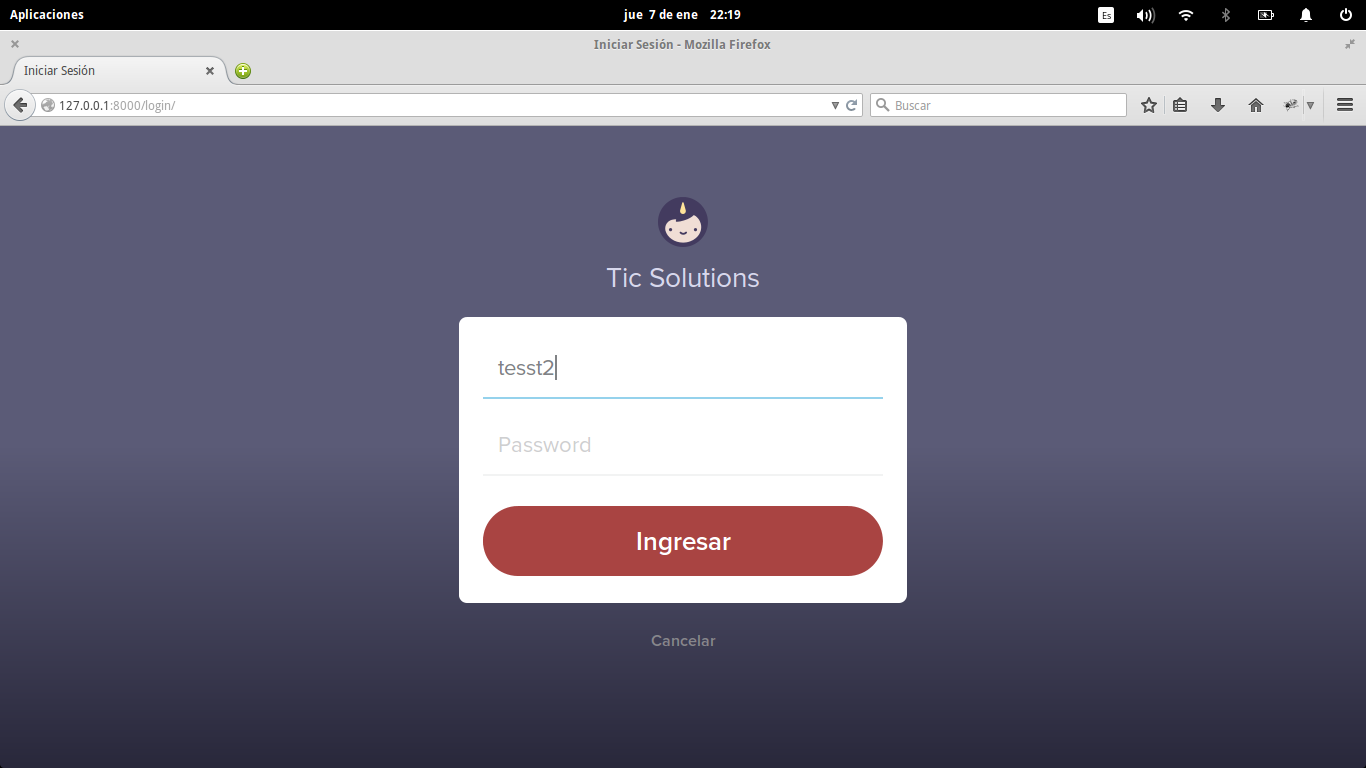 Aplicaciones
jue 7 de ene 22:19
Es
Iniciar Sesión - Mozilla Firefox
Iniciar Sesión
127.0.0.1:8000/login/
Buscar
Tic Solutions
tesst2
Password
Ingresar
Cancelar